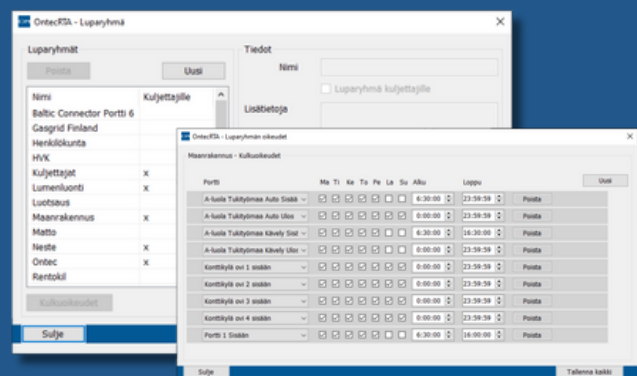 OntecRTA - Luparyhmä
Luparyhmät
Poista
Uusi
Nimi
Kuljettajille
Baltic Connector Portti 6
Gasgrid Finland
Henkilökunta
HVK
Kuljettajat x
Lumenluonti x
Luotsaus
Maanrakennus x
Matto
Neste x
Ontec x
Rentokil
Kulkuoikeudet
Sulje
Tiedot
Nimi
Luparyhmä kuljettajille
Lisätietoja
OntecRTA - Luparyhmän oikeudet
Maanrakennus - Kulkuoikeudet
Portti Ma Ti Ke To Pe La Su Alku Loppu
Uusi
A-luola Tukityömaa Auto Sisää 6:30:00 23:59:59 Poista
A-luola Tukityömaa Auto Ulos 0:00:00 23:59:59 Poista
A-luola Tukityömaa Kävely Sisä 6:30:00 16:30:00 Poista
A-luola Tukityömaa Kävely Ulos 0:00:00 23:59:59 Poista
Konttikylä ovi 1 sisään 0:00:00 23:59:59 Poista
Konttikylä ovi 2 sisään 0:00:00 23:59:59 Poista
Konttikylä ovi 3 sisään 0:00:00 23:59:59 Poista
Konttikylä ovi 4 sisään 0:00:00 23:59:59 Poista
Portti 1 Sisään 6:30:00 16:00:00 Poista
Sulje
Tallenna kaikki